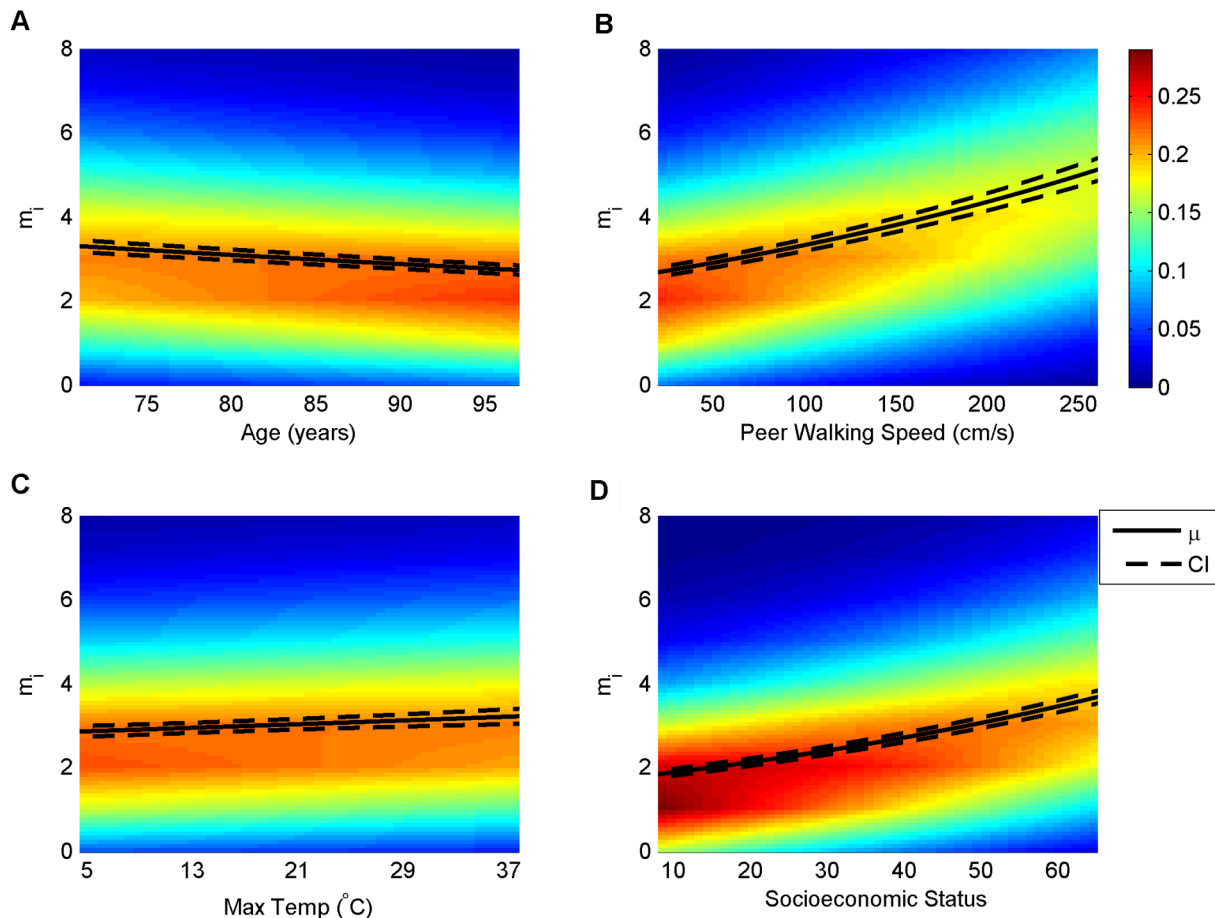 A
8
6
4
2
0
m_i
75 80 85 90 95
Age (years)
B
8
6
4
2
0
m_i
50 100 150 200 250
Peer Walking Speed (cm/s)
0.25
0.2
0.15
0.1
0.05
0
C
8
6
4
2
0
m_i
5 13 21 29 37
Max Temp (°C)
D
8
6
4
2
0
m_i
10 20 30 40 50 60
Socioeconomic Status
μ
CI